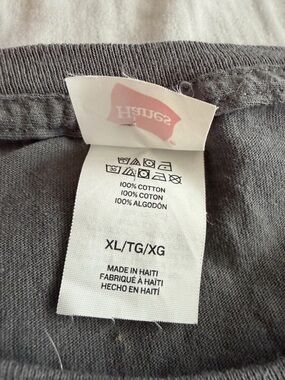 Hanes
100% COTTON
100% COTON
100% ALGODÓN
XL/TG/XG
MADE IN HAITI
FABRIQUÉ À HAÏTI
HECHO EN HAITÍ